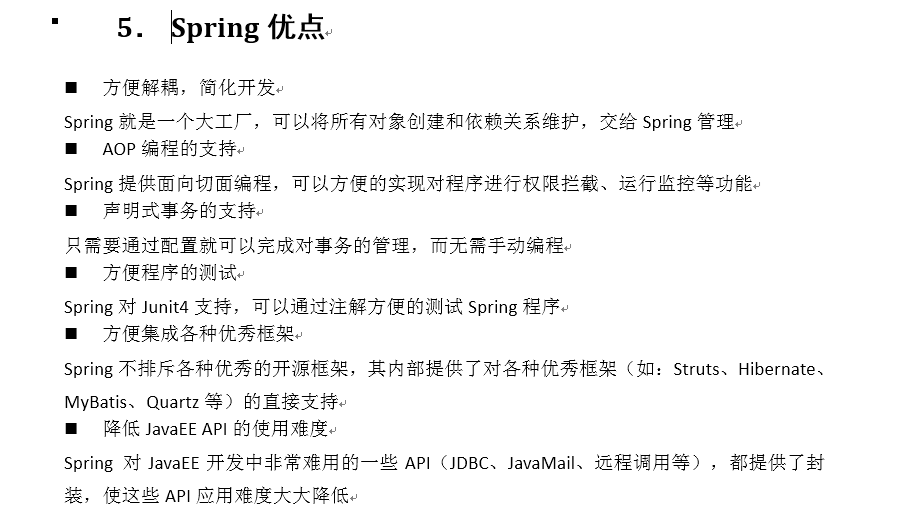 5. Spring 优点
■ 方便解耦，简化开发
Spring 就是一个大工厂，可以将所有对象创建和依赖关系维护，交给 Spring 管理
■ AOP 编程的支持
Spring 提供面向切面编程，可以方便的实现对程序进行权限拦截、运行监控等功能
■ 声明式事务的支持
只需要通过配置就可以完成对事务的管理，而无需手动编程
■ 方便程序的测试
Spring 对 Junit4 支持，可以通过注解方便的测试 Spring 程序
■ 方便集成各种优秀框架
Spring 不排斥各种优秀的开源框架，其内部提供了对各种优秀框架（如：Struts、Hibernate、
MyBatis、Quartz 等）的直接支持
■ 降低 JavaEE API 的使用难度
Spring 对 JavaEE 开发中非常难用的一些 API（JDBC、JavaMail、远程调用等），都提供了封
装，使这些 API 应用难度大大降低